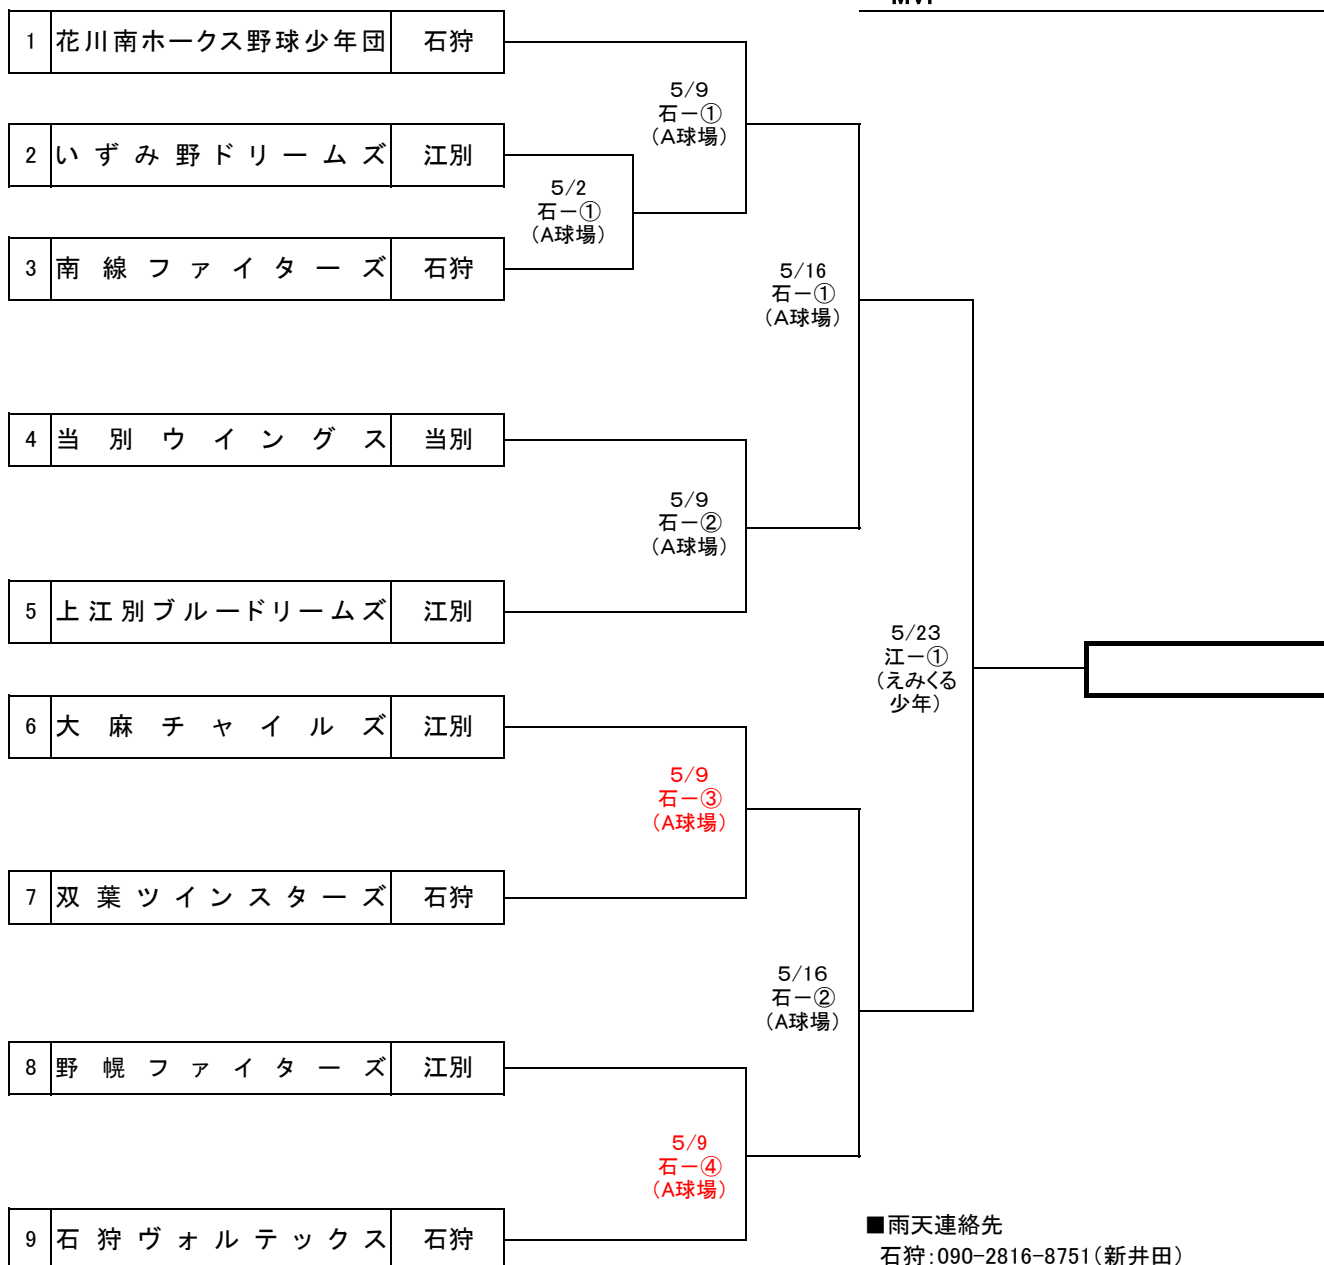 MVP
1 花川南ホークス野球少年団 石狩
5/9
石－①
（A球場）
2 いずみ野ドリームズ 江別
5/2
石－①
（A球場）
3 南線ファイターズ 石狩
5/16
石－①
（A球場）
4 当別ウイングス 当別
5/9
石－②
（A球場）
5 上江別ブルードリームズ 江別
5/23
江－①
（えみくる
少年）
6 大麻チャイルズ 江別
5/9
石－③
（A球場）
7 双葉ツインスターズ 石狩
5/16
石－②
（A球場）
8 野幌ファイターズ 江別
5/9
石－④
（A球場）
9 石狩ヴォルテックス 石狩
■雨天連絡先
石狩：090-2816-8751（新井田）